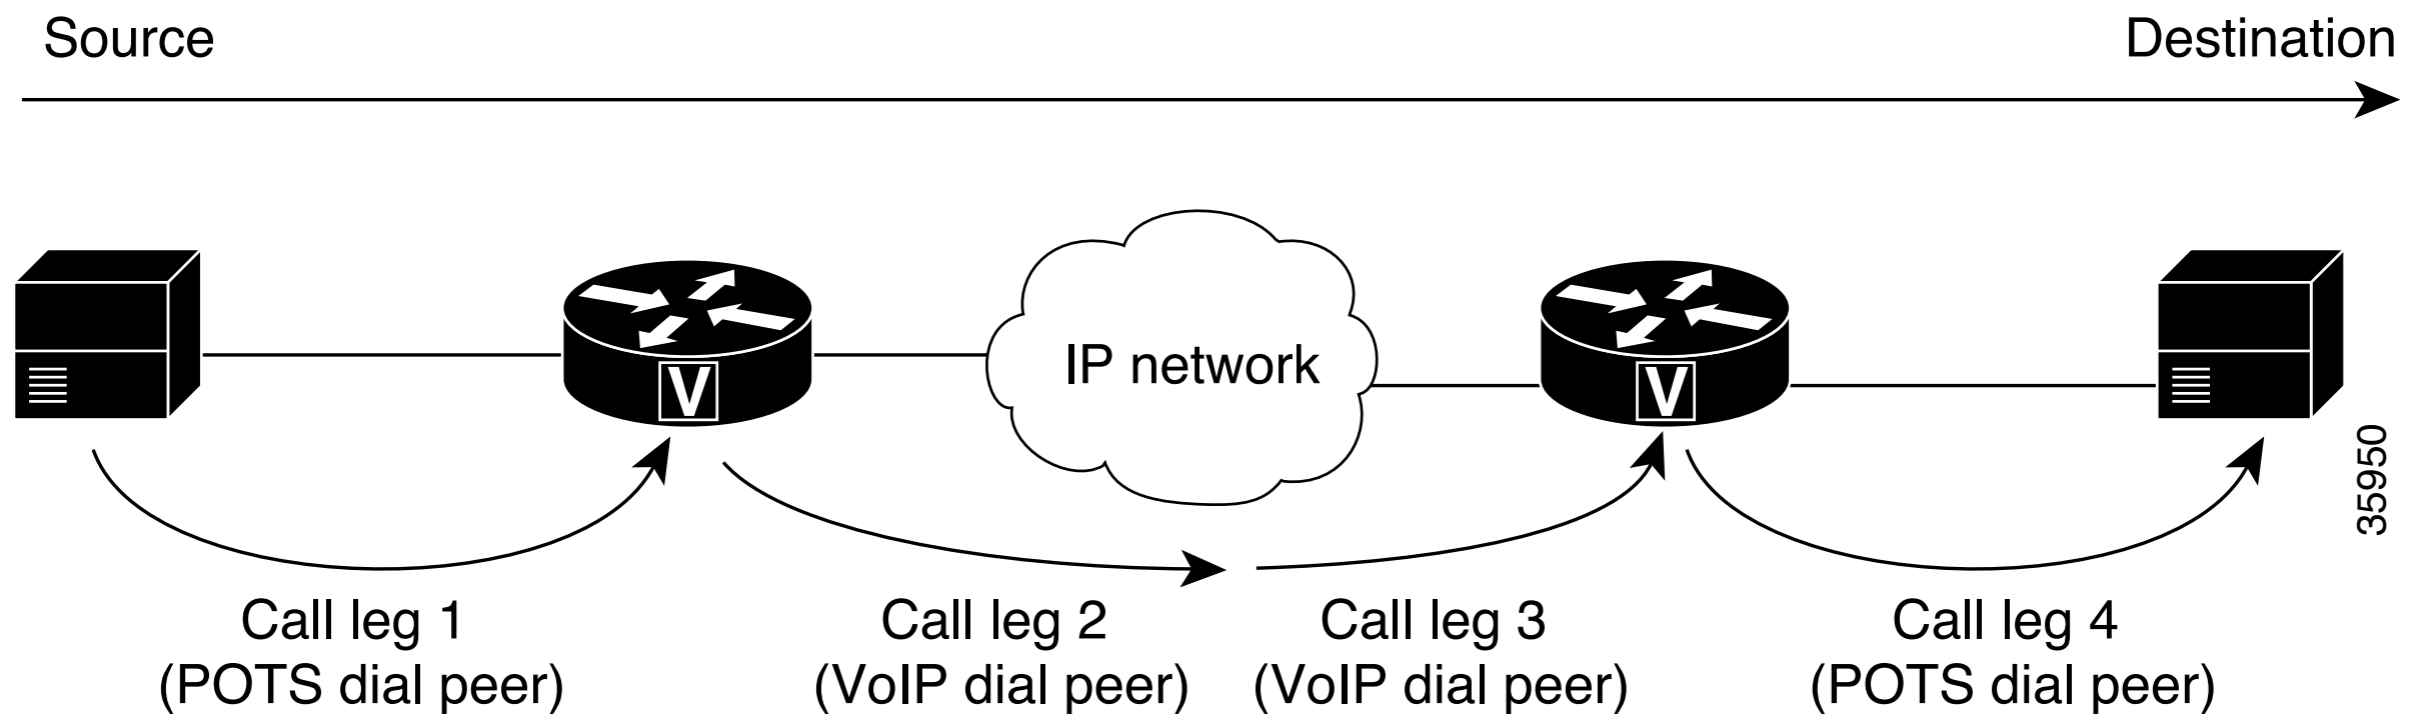 Source
Destination
IP network
V
V
35950
Call leg 1
(POTS dial peer)
Call leg 2
(VoIP dial peer)
Call leg 3
(VoIP dial peer)
Call leg 4
(POTS dial peer)